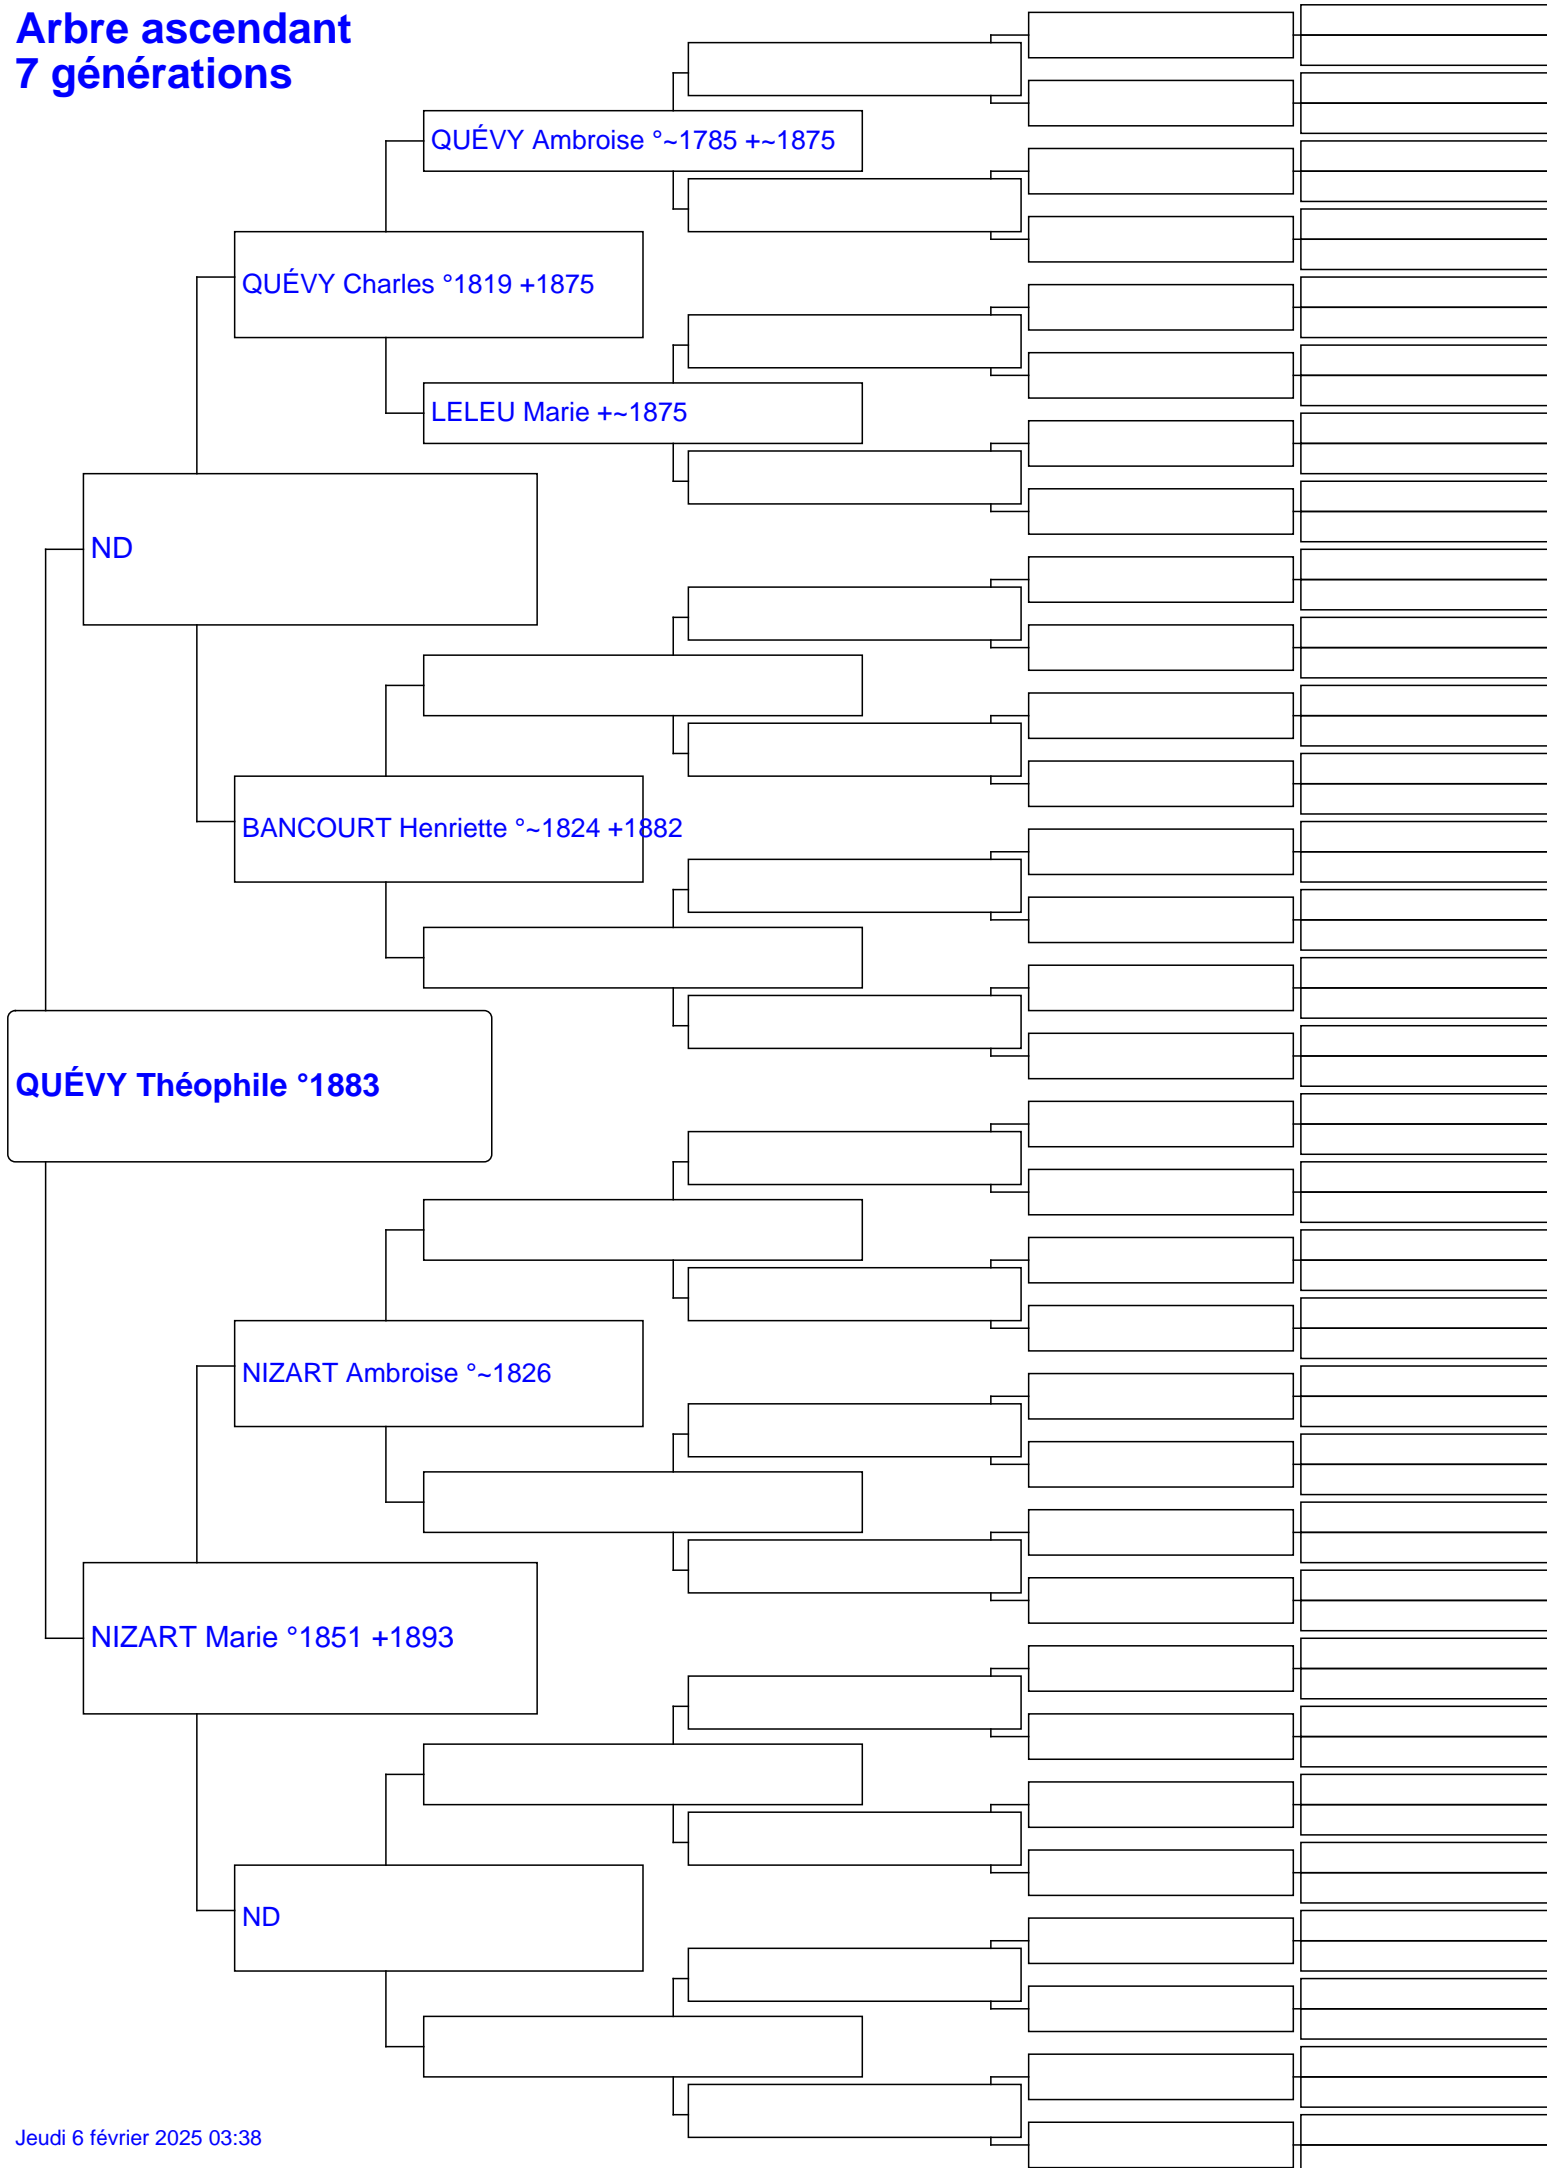 Arbre ascendant
7 générations
QUÉVY Ambroise °~1785 +~1875
QUÉVY Charles °1819 +1875
LELEU Marie +~1875
ND
BANCOURT Henriette °~1824 +1882
QUÉVY Théophile °1883
NIZART Ambroise °~1826
NIZART Marie °1851 +1893
ND
Jeudi 6 février 2025 03:38